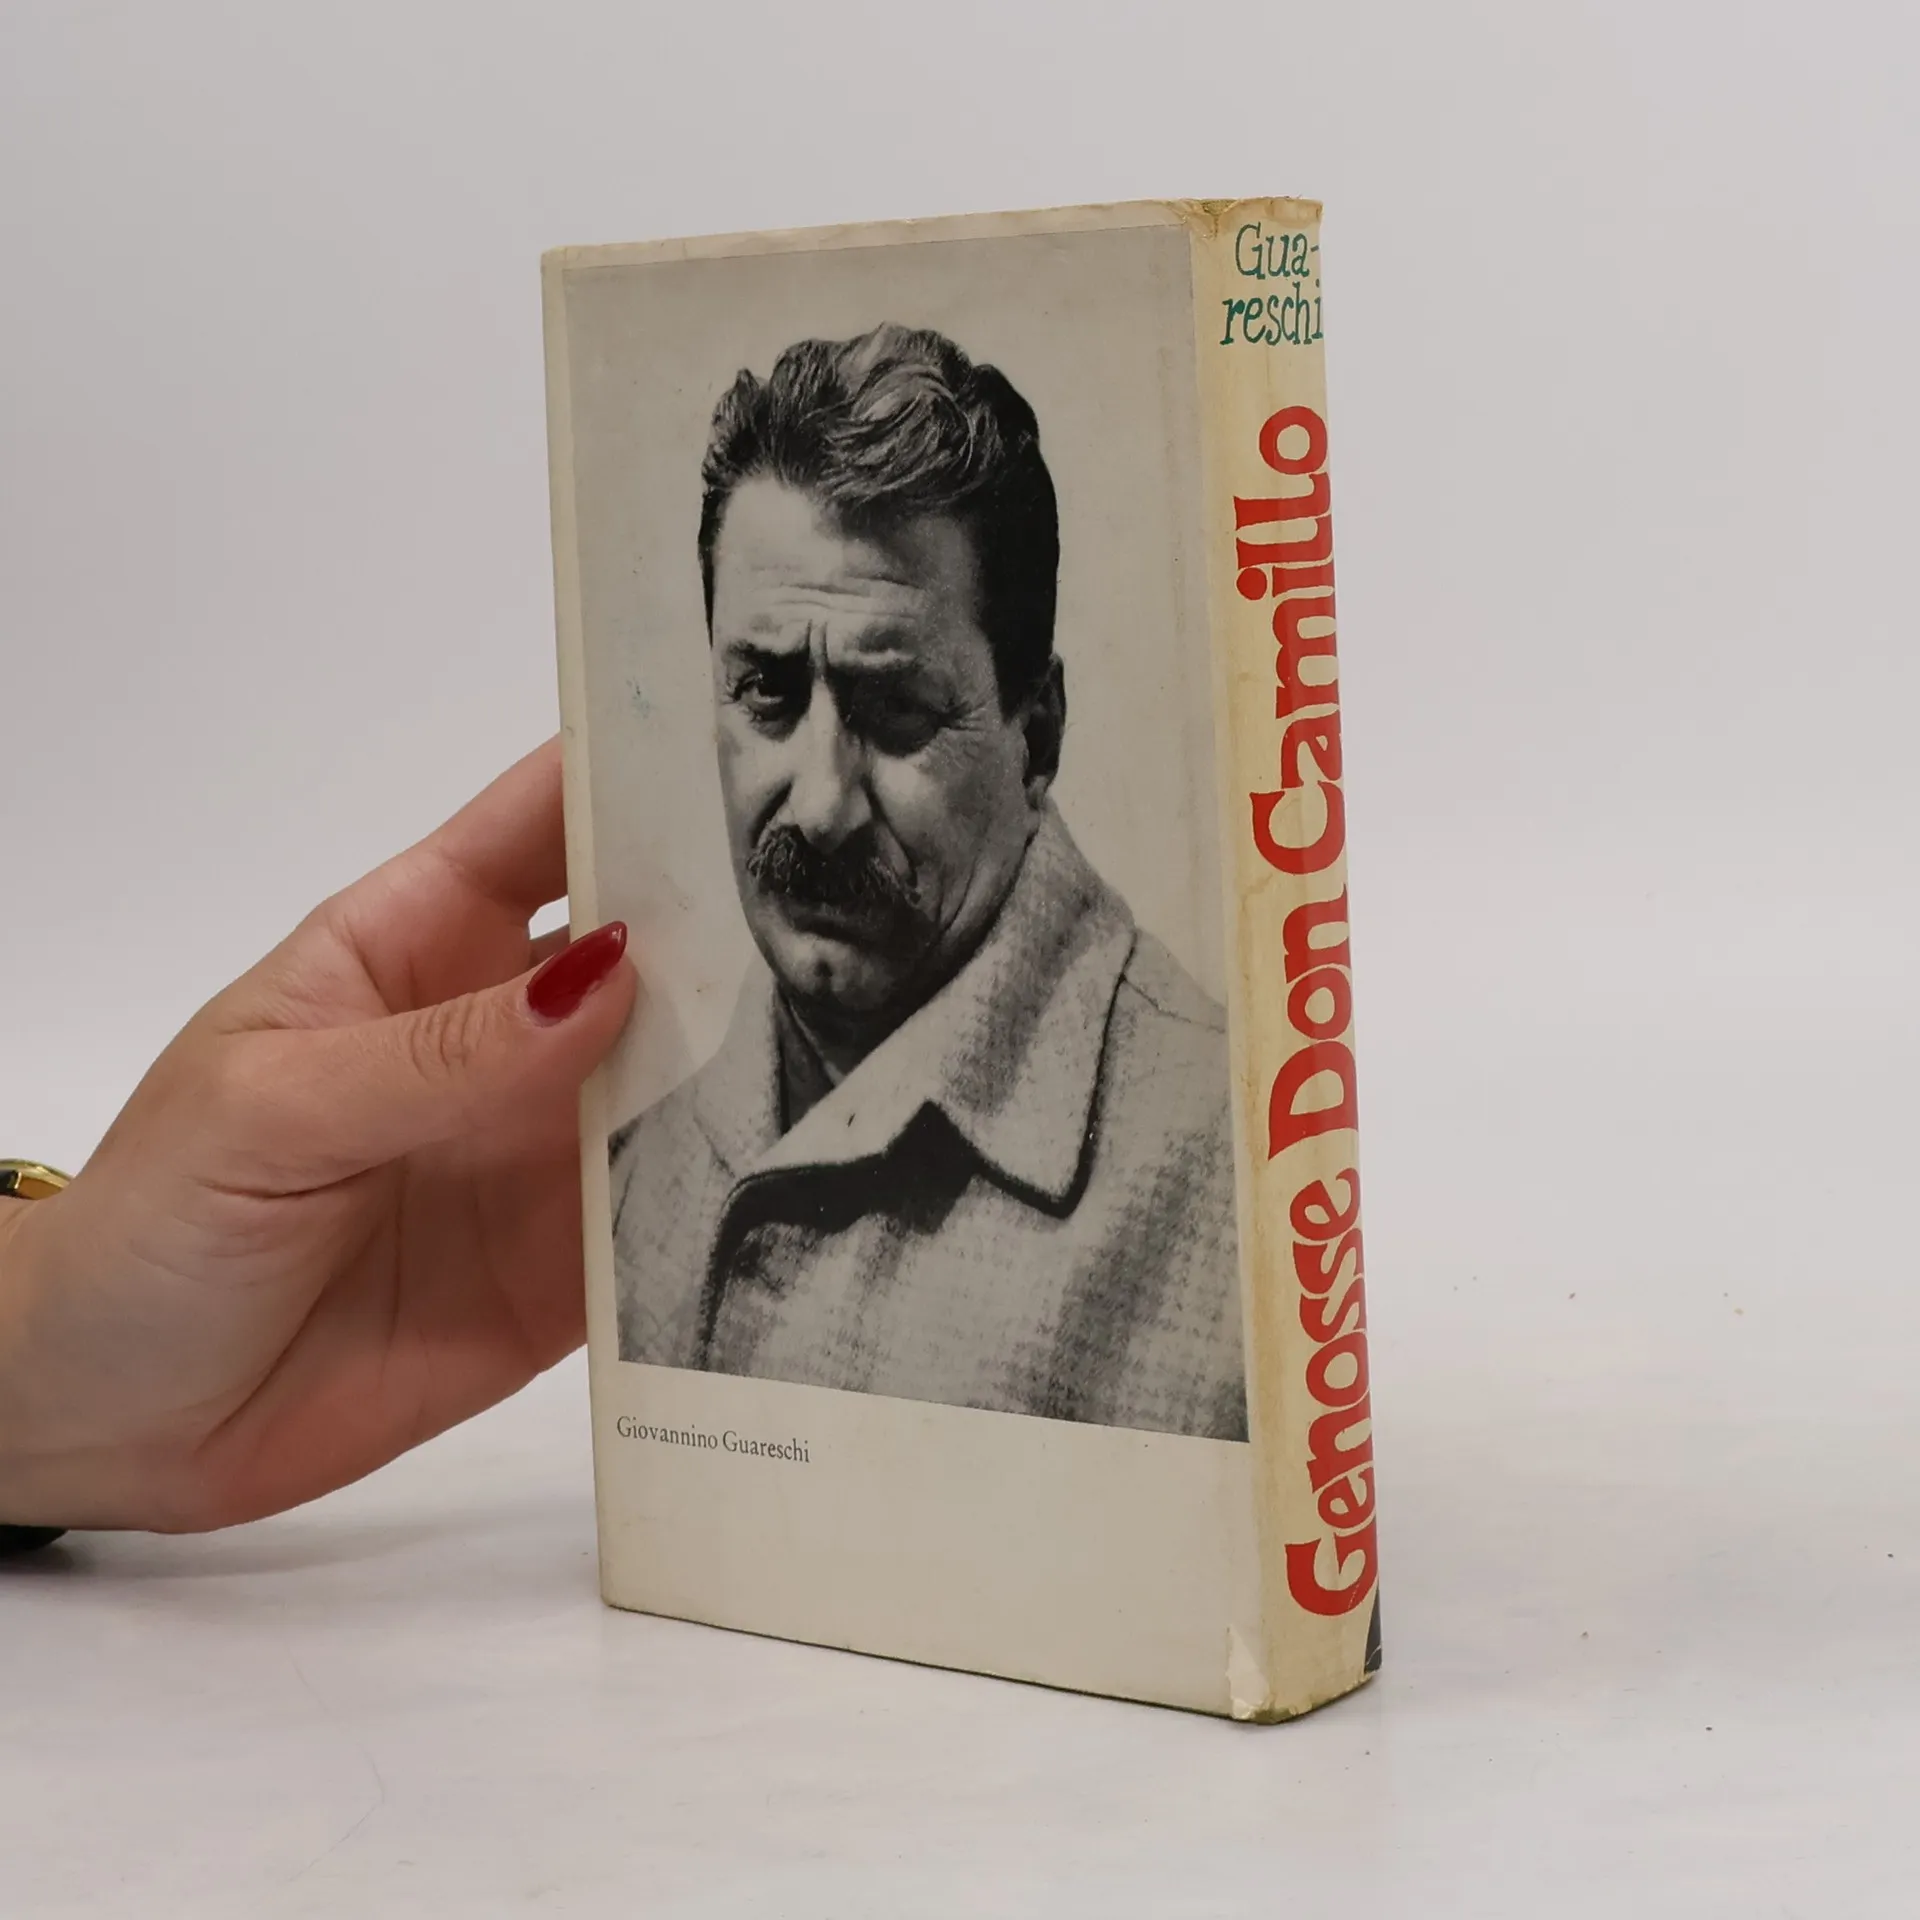 Gua-
reschi
Genosse Don Camillo
Giovannino Guareschi